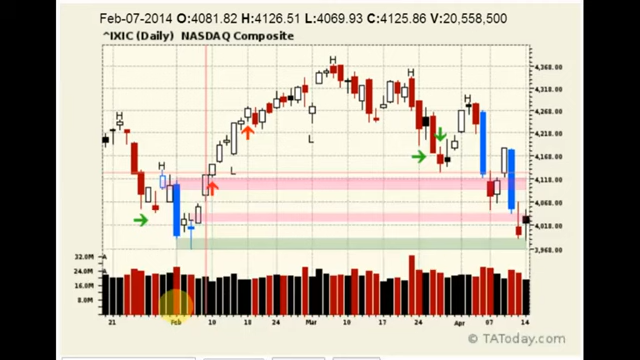 Feb-07-2014 O:4081.82 H:4126.51 L:4069.93 C:4125.86 V:20,558,500
^IXIC (Daily) NASDAQ Composite
H
H
H
H
H
L
L
L
4,368.00
4,318.00
4,268.00
4,218.00
4,168.00
4,118.00
4,068.00
4,018.00
3,968.00
32.0M
24.0M
16.0M
8.0M
A
A
21 Feb 10 18 24 Mar 10 17 24 Apr 07 14
© TAToday.com